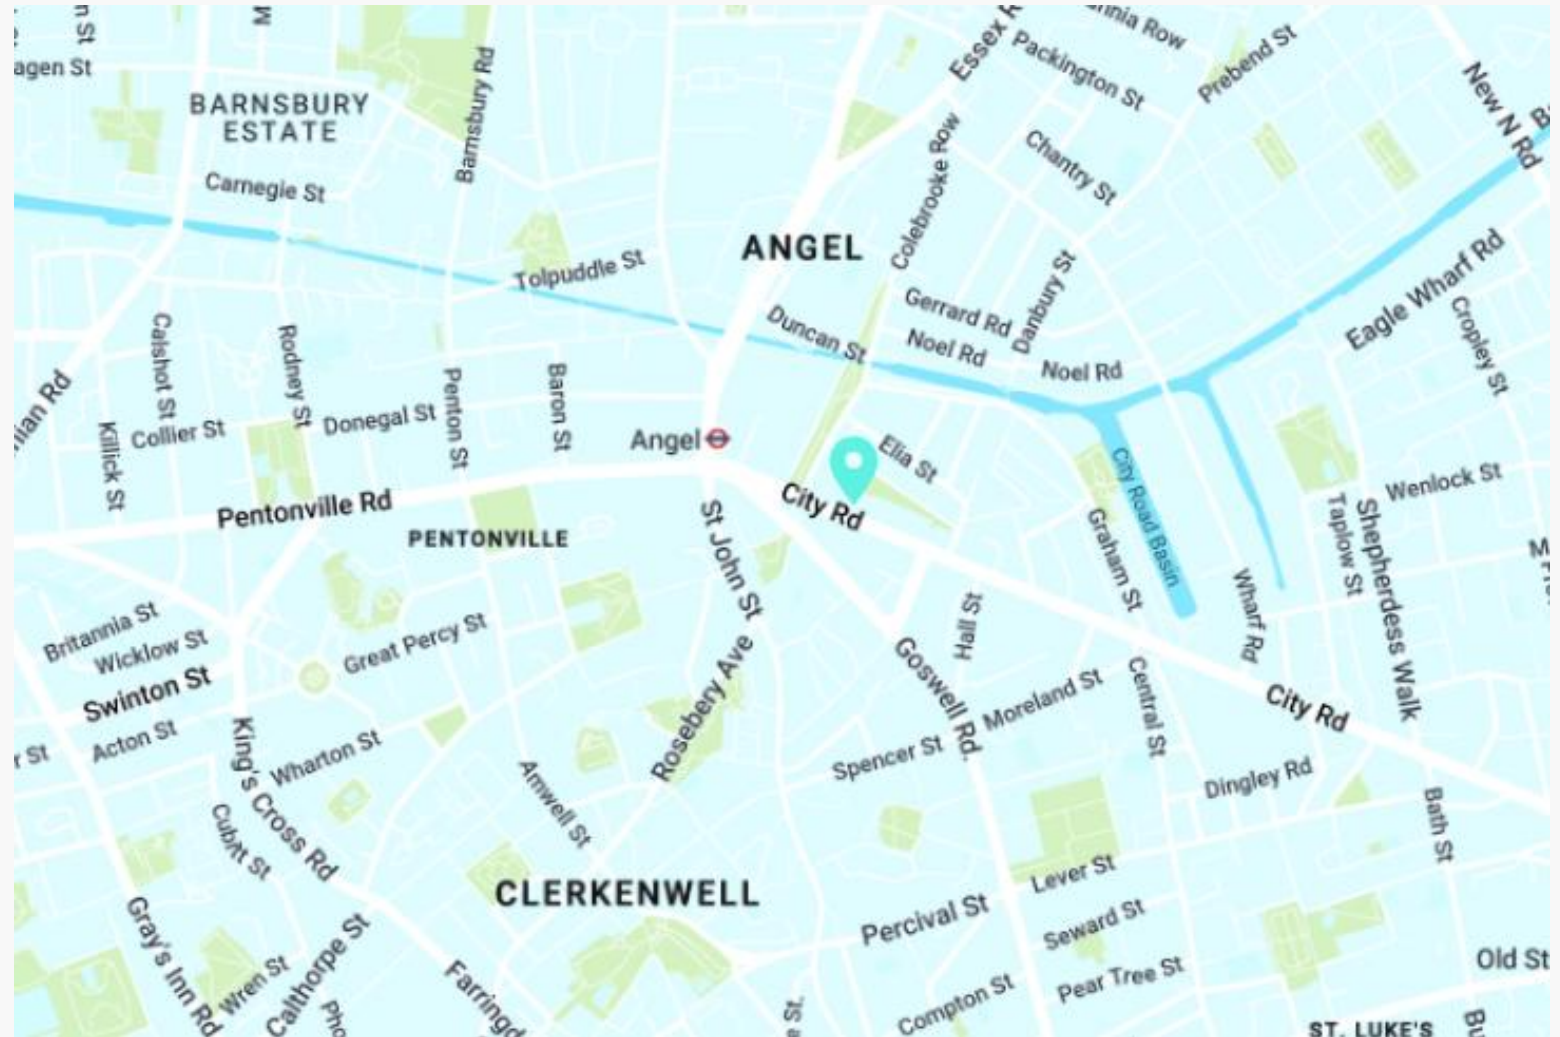 agen St
BARNSBURY
ESTATE
Carnegie St
Barnsbury Rd
Essex R
Packington St
Prebend St
New N Rd
Chantry St
Colebrooke Row
ANGEL
Tolpuddle St
Duncan St
Gerrard Rd
Danbury St
Noel Rd
Noel Rd
Eagle Wharf Rd
Cropley St
Calshot St
Rodney St
Killick St
Collier St
Donegal St
Penton St
Baron St
Angel
Elia St
City Rd
City Road Basin
Wenlock St
Pentonville Rd
PENTONVILLE
St John St
Graham St
Taplow St
Shepherdess Walk
Wharf Rd
Hall St
Britannia St
Wicklow St
Swinton St
Acton St
r St
Great Percy St
Rosebery Ave
Goswell Rd.
Moreland St
Central St
City Rd
King's Cross Rd
Wharton St
Amwell St
Spencer St
Dingley Rd
Bath St
Cubitt St
CLERKENWELL
Lever St
Percival St
Seward St
Gray's Inn Rd
Wren St
Calthorpe St
Pho
Farringd
Compton St
Pear Tree St
Old St
ST. LUKE'S
Bu